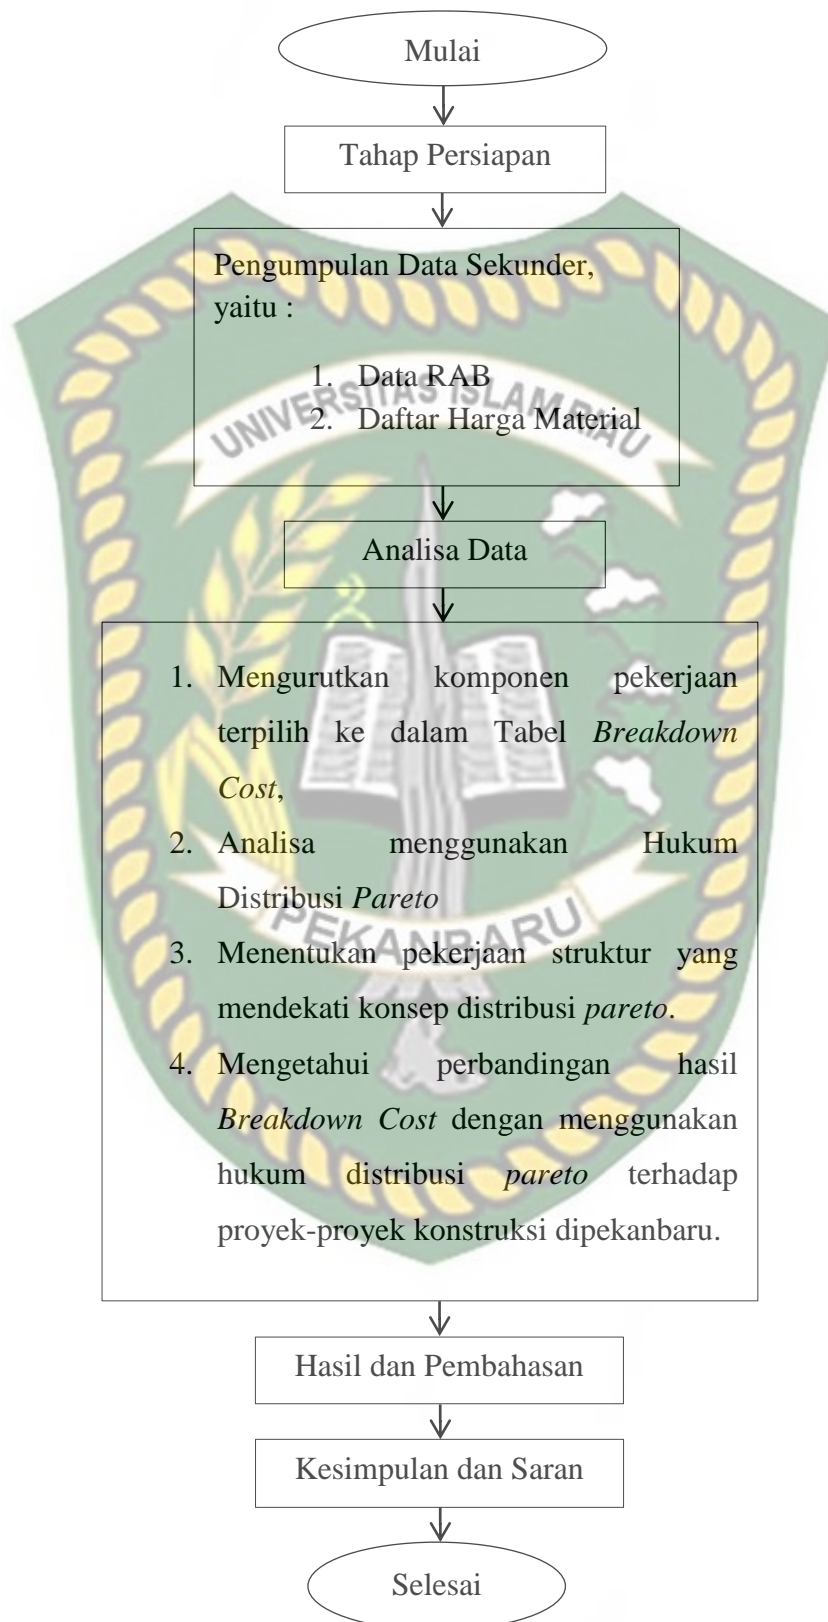 Mulai
Tahap Persiapan
Pengumpulan Data Sekunder,
yaitu :
1. Data RAB
2. Daftar Harga Material
UNIVERSITAS ISLAM RIAU
Analisa Data
1. Mengurutkan komponen pekerjaan
terpilih ke dalam Tabel Breakdown
Cost,
2. Analisa menggunakan Hukum
Distribusi Pareto
PEKANBARU
3. Menentukan pekerjaan struktur yang
mendekati konsep distribusi pareto.
4. Mengetahui perbandingan hasil
Breakdown Cost dengan menggunakan
hukum distribusi pareto terhadap
proyek-proyek konstruksi dipekanbaru.
Hasil dan Pembahasan
Kesimpulan dan Saran
Selesai